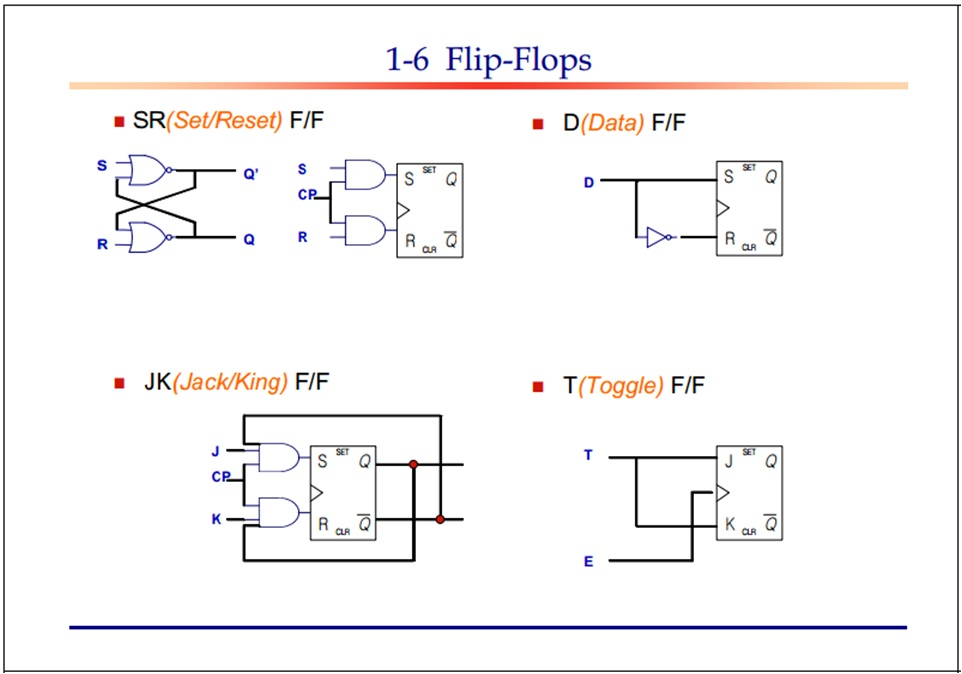 1-6 Flip-Flops
SR(Set/Reset) F/F
D(Data) F/F
S
Q'
R
Q
S
CP
R
S SET Q
R CLR Q̅
D
S SET Q
R CLR Q̅
JK(Jack/King) F/F
T(Toggle) F/F
J
CP
K
S SET Q
R CLR Q̅
T
E
J SET Q
K CLR Q̅